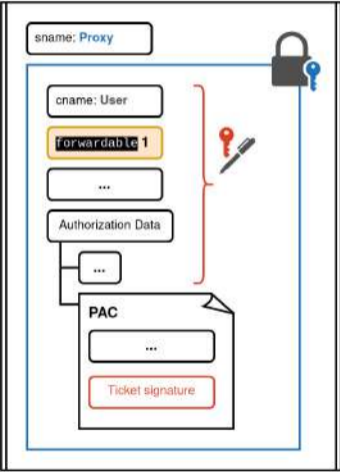 sname: Proxy
cname: User
forwardable 1
...
Authorization Data
...
PAC
...
Ticket signature